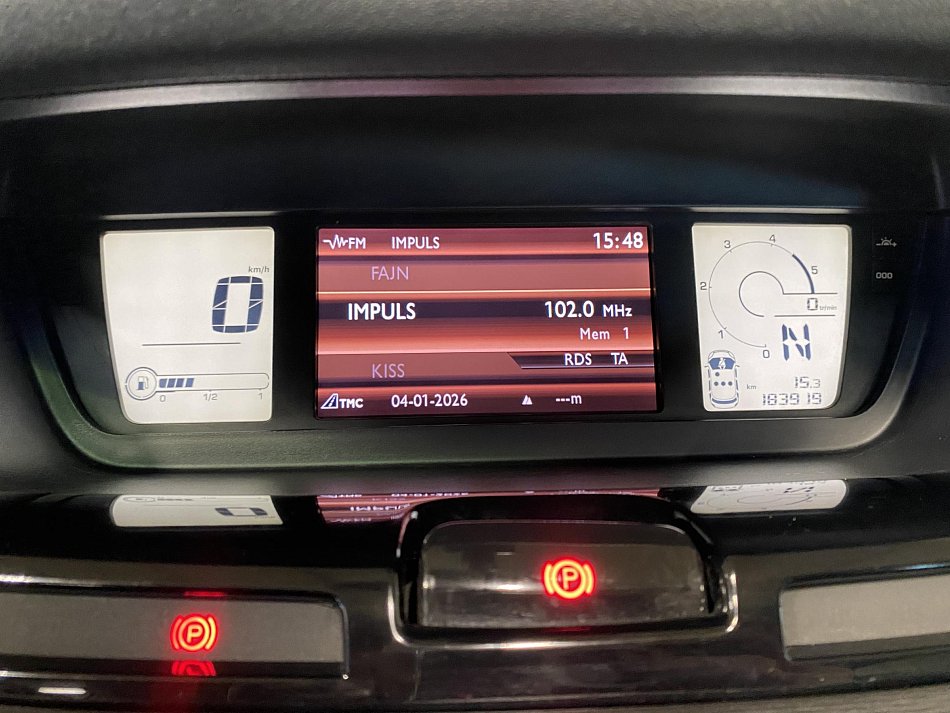 km/h
0
0 1/2 1
FM IMPULS 15:48
FAJN
IMPULS 102.0 MHz
Mem 1
RDS TA
KISS
TMC 04-01-2026 ---m
0 1 2 3 4 5
0 tr/min
N
km 15.3
183919
P
P